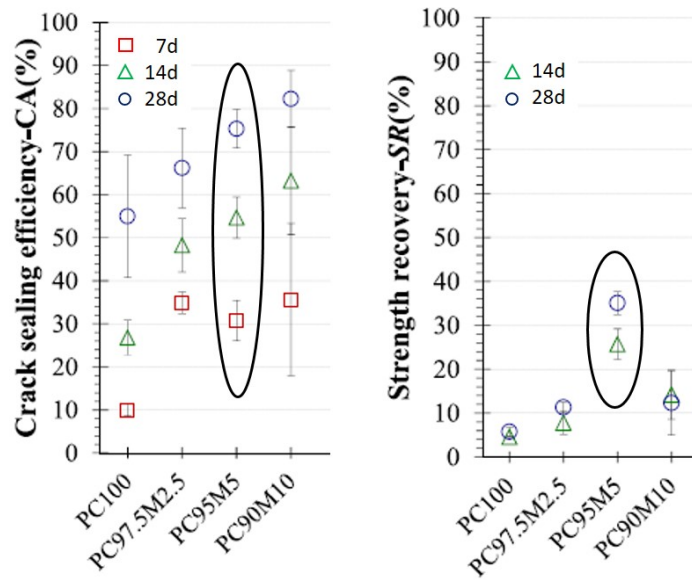 Crack sealing efficiency-CA(%)
100
90
80
70
60
50
40
30
20
10
0
7d
14d
28d
PC100
PC97.5M2.5
PC95M5
PC90M10
Strength recovery-SR(%)
100
90
80
70
60
50
40
30
20
10
0
14d
28d
PC100
PC97.5M2.5
PC95M5
PC90M10